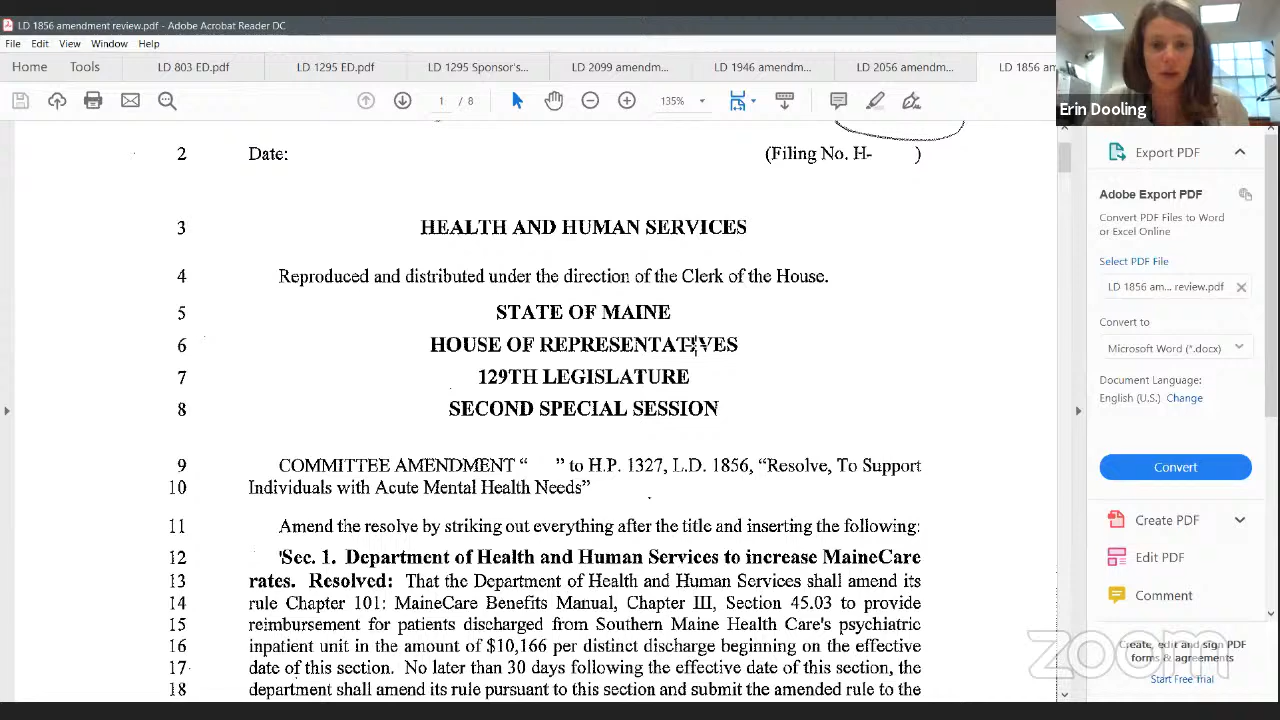 LD 1856 amendment review.pdf - Adobe Acrobat Reader DC
File Edit View Window Help
Home Tools LD 803 ED.pdf LD 1295 ED.pdf LD 1295 Sponsor's... LD 2099 amendm... LD 1946 amendm... LD 2056 amendm... LD 1856 am
1 / 8 135%
Erin Dooling
2 Date: (Filing No. H- )
3 HEALTH AND HUMAN SERVICES
4 Reproduced and distributed under the direction of the Clerk of the House.
5 STATE OF MAINE
6 HOUSE OF REPRESENTATIVES
7 129TH LEGISLATURE
8 SECOND SPECIAL SESSION
9 COMMITTEE AMENDMENT “ ” to H.P. 1327, L.D. 1856, “Resolve, To Support
10 Individuals with Acute Mental Health Needs”
11 Amend the resolve by striking out everything after the title and inserting the following:
12 'Sec. 1. Department of Health and Human Services to increase MaineCare
13 rates. Resolved: That the Department of Health and Human Services shall amend its
14 rule Chapter 101: MaineCare Benefits Manual, Chapter III, Section 45.03 to provide
15 reimbursement for patients discharged from Southern Maine Health Care's psychiatric
16 inpatient unit in the amount of $10,166 per distinct discharge beginning on the effective
17 date of this section. No later than 30 days following the effective date of this section, the
18 department shall amend its rule pursuant to this section and submit the amended rule to the
Export PDF
Adobe Export PDF
Convert PDF Files to Word
or Excel Online
Select PDF File
LD 1856 am... review.pdf
Convert to
Microsoft Word (*.docx)
Document Language:
English (U.S.) Change
Convert
Create PDF
Edit PDF
Comment
zoom
Create, edit and sign PDF
forms & agreements
Start Free Trial